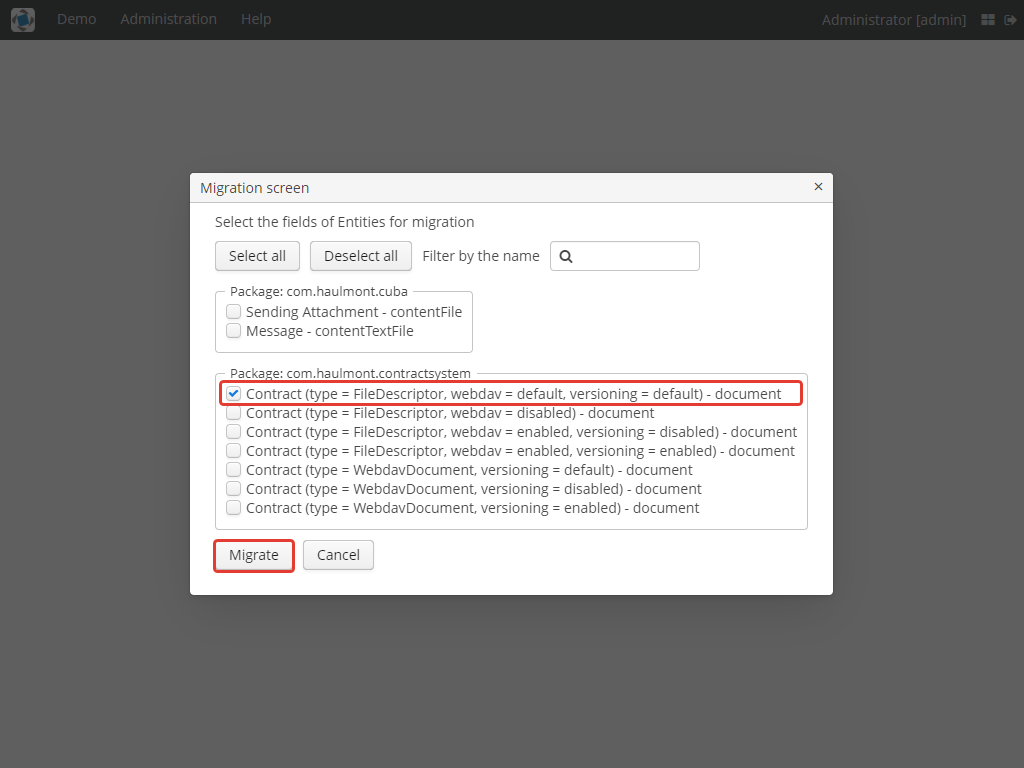 Demo Administration Help Administrator [admin]
Migration screen
Select the fields of Entities for migration
Select all Deselect all Filter by the name
Package: com.haulmont.cuba
Sending Attachment - contentFile
Message - contentTextFile
Package: com.haulmont.contractsystem
Contract (type = FileDescriptor, webdav = default, versioning = default) - document
Contract (type = FileDescriptor, webdav = disabled) - document
Contract (type = FileDescriptor, webdav = enabled, versioning = disabled) - document
Contract (type = FileDescriptor, webdav = enabled, versioning = enabled) - document
Contract (type = WebdavDocument, versioning = default) - document
Contract (type = WebdavDocument, versioning = disabled) - document
Contract (type = WebdavDocument, versioning = enabled) - document
Migrate Cancel